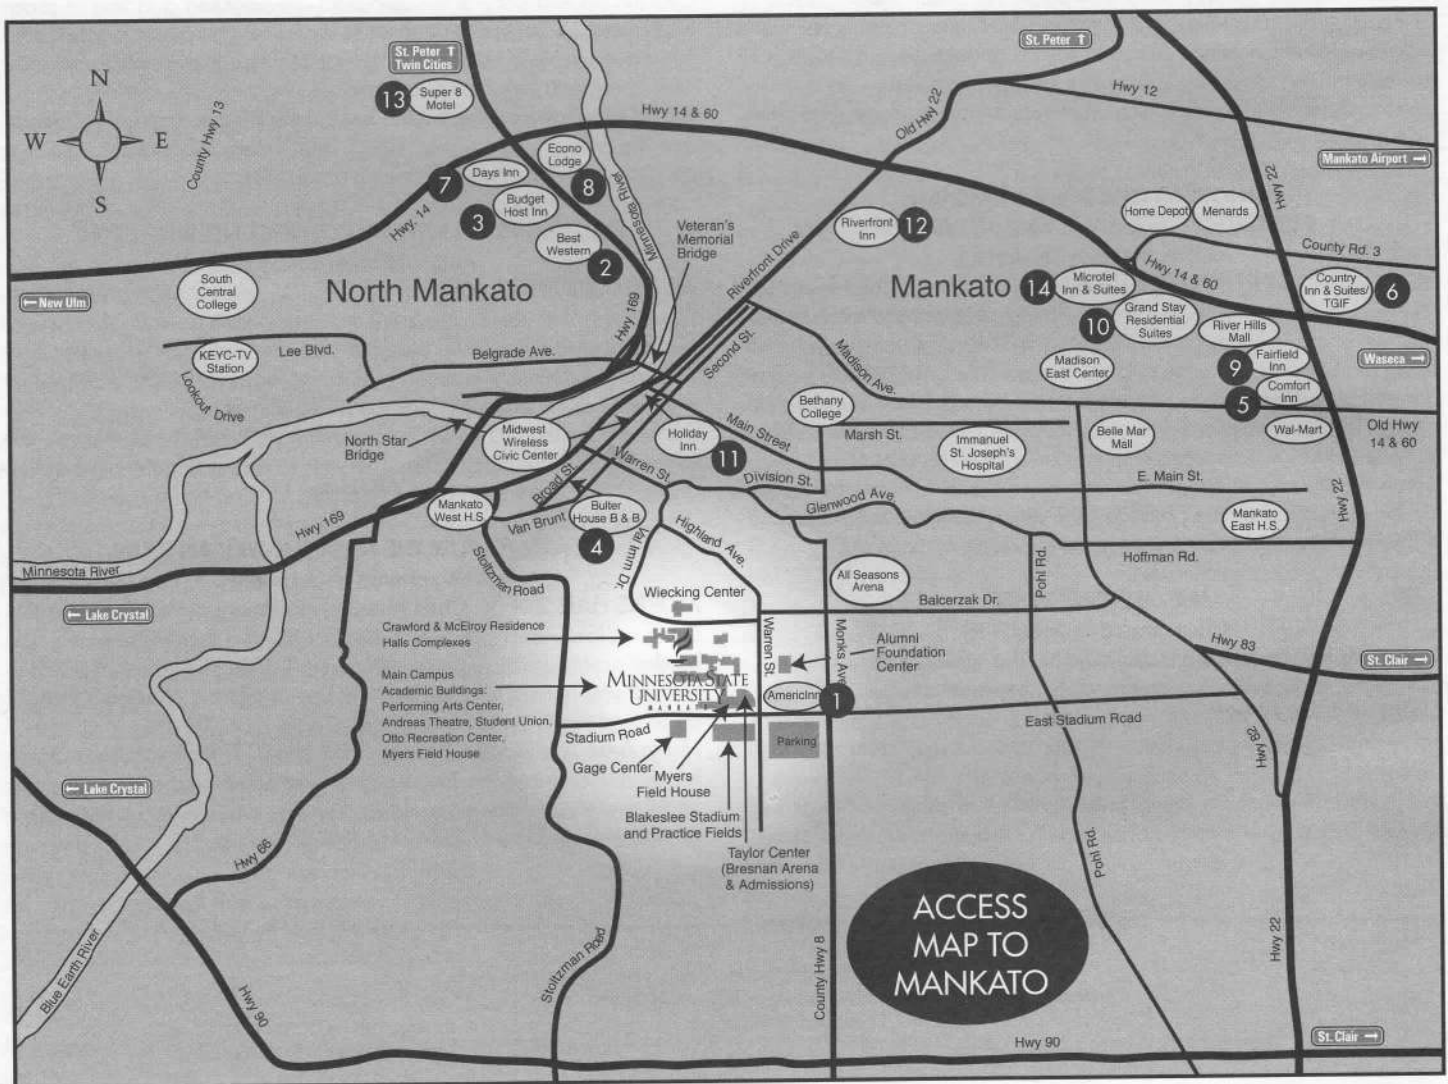 St. Peter ↑
Twin Cities
St. Peter ↑
N
W
E
S
County Hwy 13
13
Super 8
Motel
Hwy 14 & 60
Old Hwy 22
Hwy 12
Mankato Airport →
Econo
Lodge
8
Days Inn
7
Budget
Host Inn
3
Hwy. 14
Best
Western
2
Minnesota River
Veteran's
Memorial
Bridge
Riverfront Drive
Riverfront
Inn
12
Home Depot
Menards
Hwy 22
County Rd. 3
Hwy 14 & 60
← New Ulm
South
Central
College
North Mankato
Hwy 169
Mankato
14
Microtel
Inn & Suites
10
Grand Stay
Residential
Suites
River Hills
Mall
Country
Inn & Suites/
TGIF
6
KEYC-TV
Station
Lee Blvd.
Belgrade Ave.
Lookout Drive
Second St.
Madison Ave.
Madison
East Center
9
Fairfield
Inn
Waseca →
5
Comfort
Inn
Bethany
College
Marsh St.
Belle Mar
Mall
Wal-Mart
Old Hwy
14 & 60
North Star
Bridge
Midwest
Wireless
Civic Center
Holiday
Inn
11
Main Street
Immanuel
St. Joseph's
Hospital
Warren St.
Division St.
E. Main St.
Broad St.
Glenwood Ave.
Hwy 22
Mankato
West H.S.
Van Brunt
Bulter
House B & B
4
Mankato
East H.S.
Hwy 169
Minnesota River
Stoltzman Road
Val Imm Dr.
Highland Ave.
Pohl Rd.
Hoffman Rd.
All Seasons
Arena
Balcerzak Dr.
Wiecking Center
← Lake Crystal
Crawford & McElroy Residence
Halls Complexes
Warren St.
Monks Ave.
Alumni
Foundation
Center
Hwy 83
St. Clair →
Main Campus
Academic Buildings:
Performing Arts Center,
Andreas Theatre, Student Union,
Otto Recreation Center,
Myers Field House
MINNESOTA STATE
UNIVERSITY
MANKATO
AmericInn
1
East Stadium Road
Stadium Road
Parking
Hwy 82
Gage Center
Myers
Field House
← Lake Crystal
Blakeslee Stadium
and Practice Fields
Taylor Center
(Bresnan Arena
& Admissions)
Hwy 66
Pohl Rd.
ACCESS
MAP TO
MANKATO
Blue Earth River
Hwy 90
Stoltzman Road
County Hwy 8
Hwy 22
Hwy 90
St. Clair →